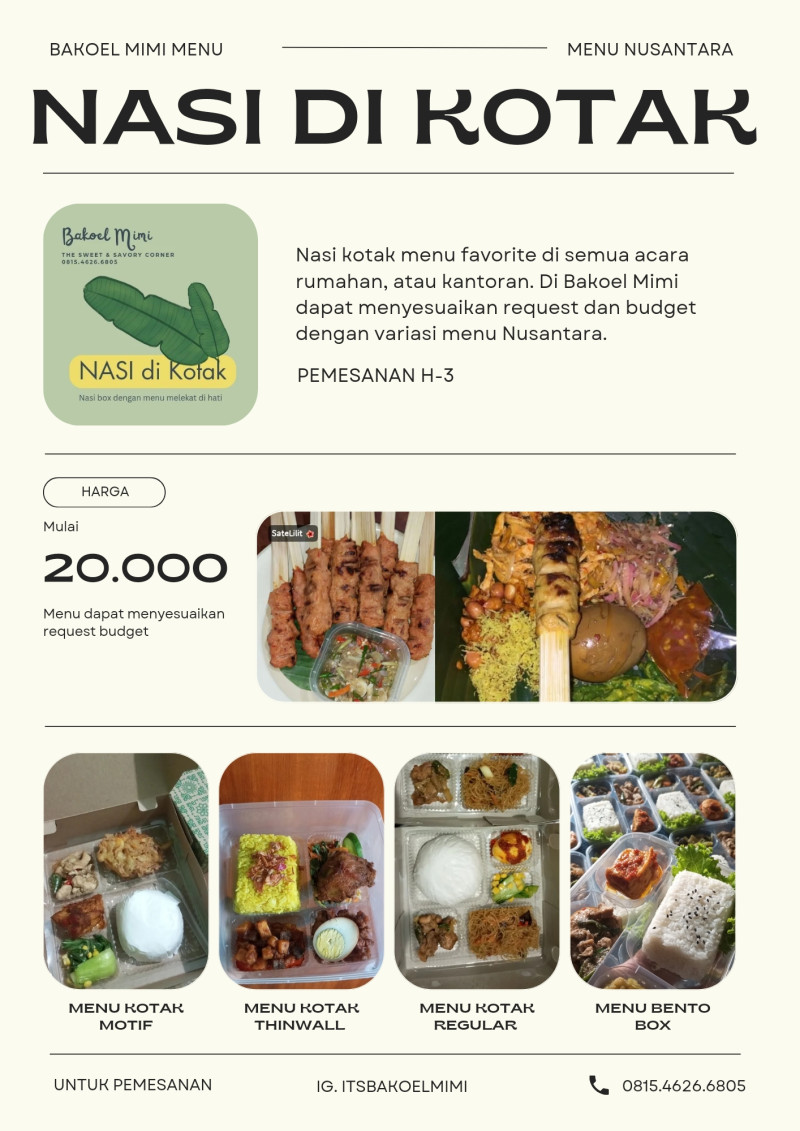 BAKOEL MIMI MENU
MENU NUSANTARA
NASI DI KOTAK
Bakoel Mimi
THE SWEET & SAVORY CORNER
0815.4626.6805
NASI di Kotak
Nasi box dengan menu melekat di hati
Nasi kotak menu favorite di semua acara
rumahan, atau kantoran. Di Bakoel Mimi
dapat menyesuaikan request dan budget
dengan variasi menu Nusantara.
PEMESANAN H-3
HARGA
Mulai
20.000
Menu dapat menyesuaikan
request budget
SateLilit
MENU KOTAK
MOTIF
MENU KOTAK
THINWALL
MENU KOTAK
REGULAR
MENU BENTO
BOX
UNTUK PEMESANAN
IG. ITSBAKOELMIMI
0815.4626.6805